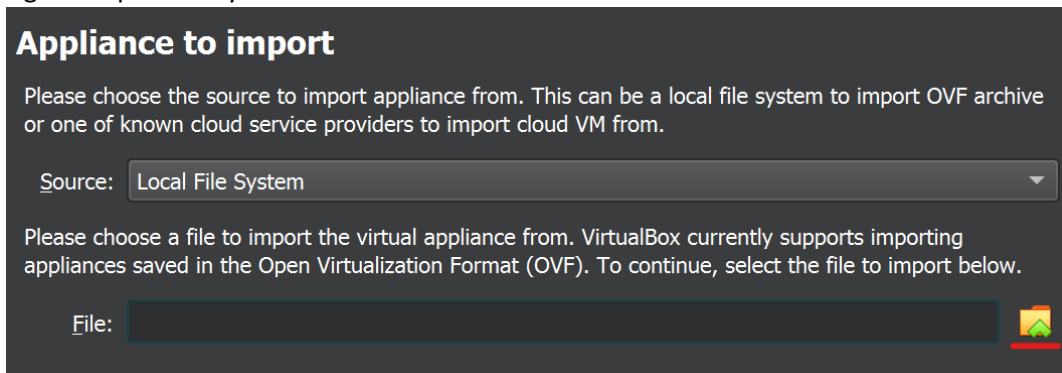 Appliance to import
Please choose the source to import appliance from. This can be a local file system to import OVF archive
or one of known cloud service providers to import cloud VM from.
Source: Local File System
Please choose a file to import the virtual appliance from. VirtualBox currently supports importing
appliances saved in the Open Virtualization Format (OVF). To continue, select the file to import below.
File: